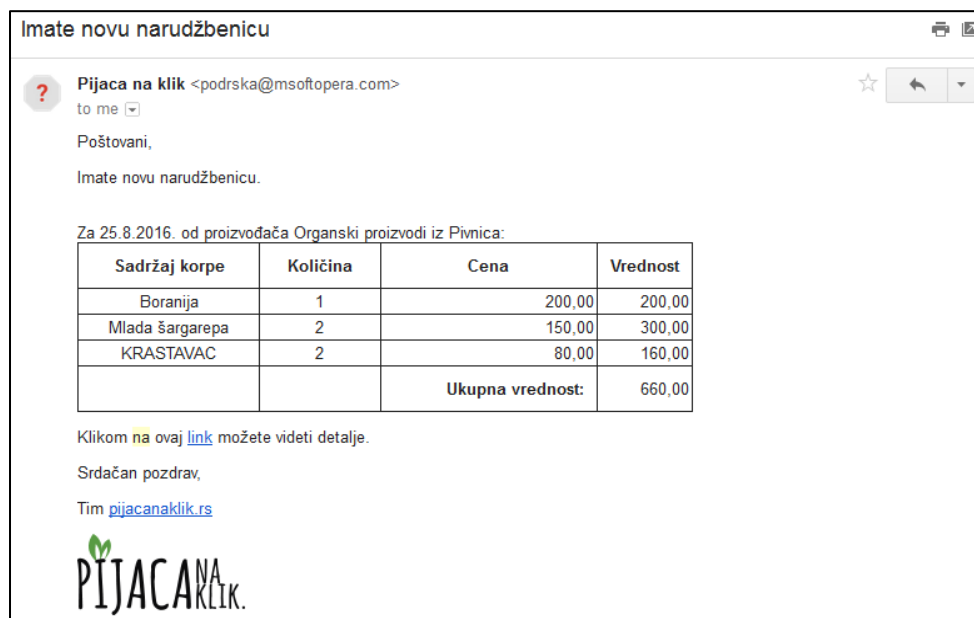 Imate novu narudžbenicu
?
Pijaca na klik <podrska@msoftopera.com>
to me
Poštovani,
Imate novu narudžbenicu.
Za 25.8.2016. od proizvođača Organski proizvodi iz Pivnica:
Sadržaj korpe Količina Cena Vrednost
Boranija 1 200,00 200,00
Mlada šargarepa 2 150,00 300,00
KRASTAVAC 2 80,00 160,00
Ukupna vrednost: 660,00
Klikom na ovaj link možete videti detalje.
Srdačan pozdrav,
Tim pijacanaklik.rs
PIJACA NA KLIK.